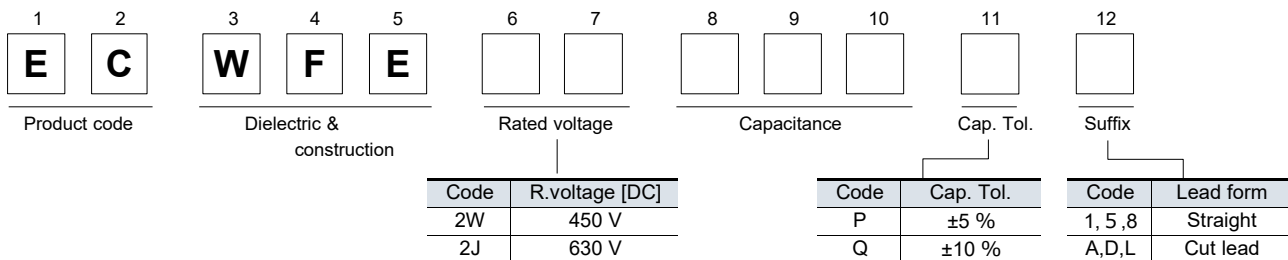 1 2 3 4 5 6 7 8 9 10 11 12
E C W F E
Product code Dielectric & construction Rated voltage Capacitance Cap. Tol. Suffix
Code R.voltage [DC]
2W 450 V
2J 630 V
Code Cap. Tol.
P ±5 %
Q ±10 %
Code Lead form
1, 5 ,8 Straight
A,D,L Cut lead